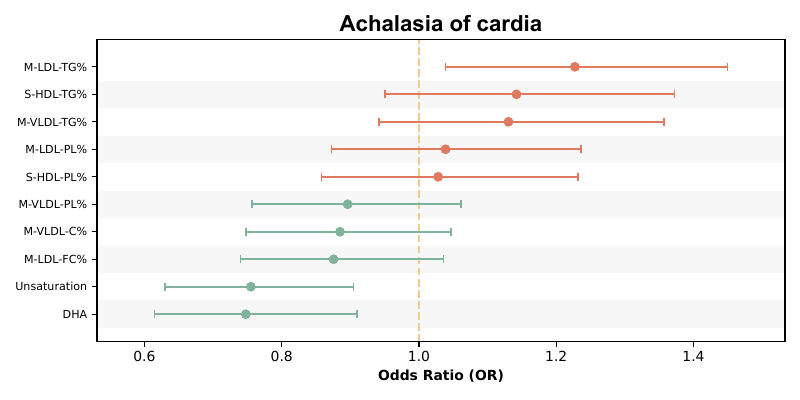 Achalasia of cardia
M-LDL-TG%
S-HDL-TG%
M-VLDL-TG%
M-LDL-PL%
S-HDL-PL%
M-VLDL-PL%
M-VLDL-C%
M-LDL-FC%
Unsaturation
DHA
0.6 0.8 1.0 1.2 1.4
Odds Ratio (OR)